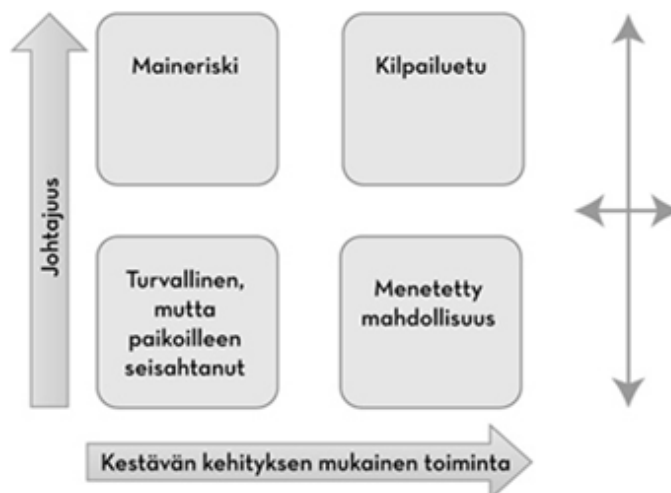 Johtajuus
Maineriski
Kilpailuetu
Turvallinen,
mutta
paikoilleen
seisahtanut
Menetetty
mahdollisuus
Kestävän kehityksen mukainen toiminta